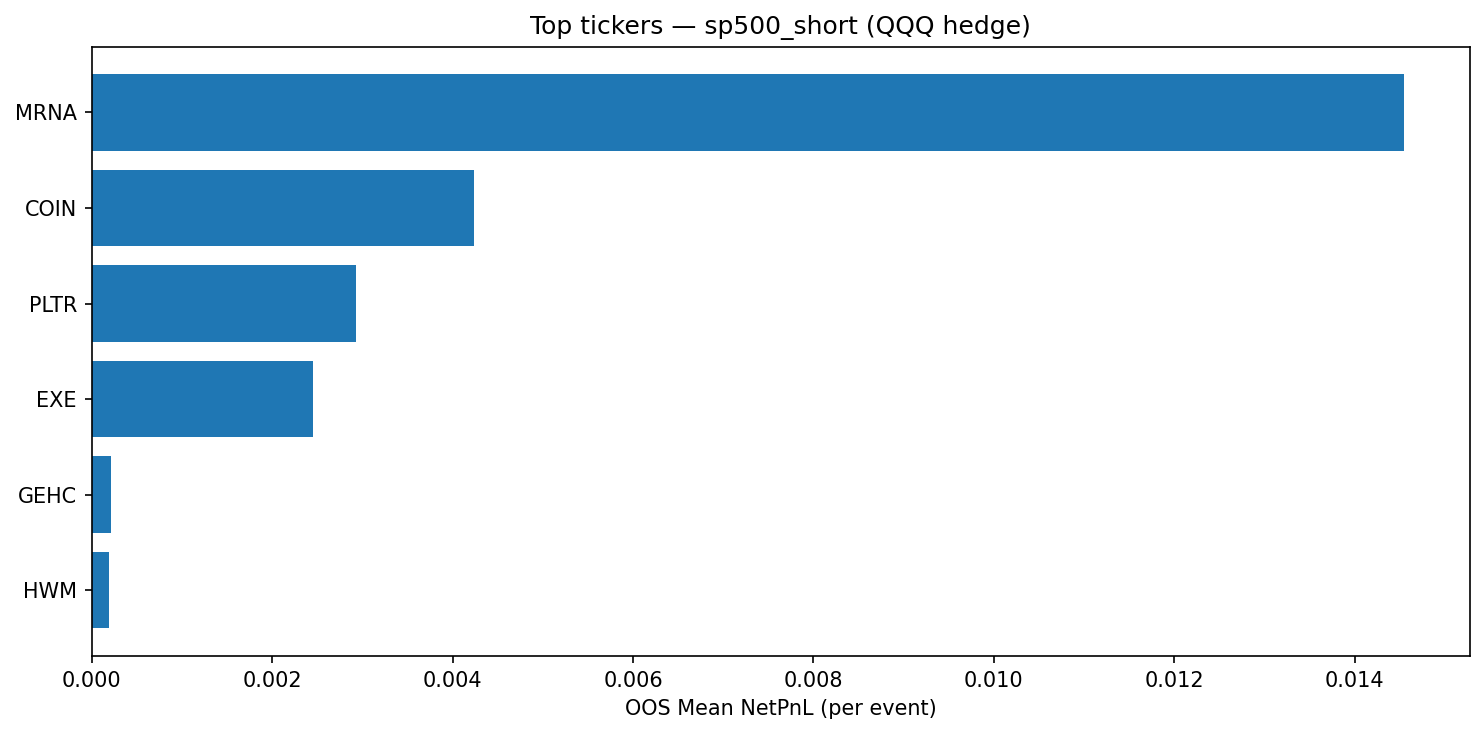 Top tickers — sp500_short (QQQ hedge)
MRNA
COIN
PLTR
EXE
GEHC
HWM
0.000 0.002 0.004 0.006 0.008 0.010 0.012 0.014
OOS Mean NetPnL (per event)